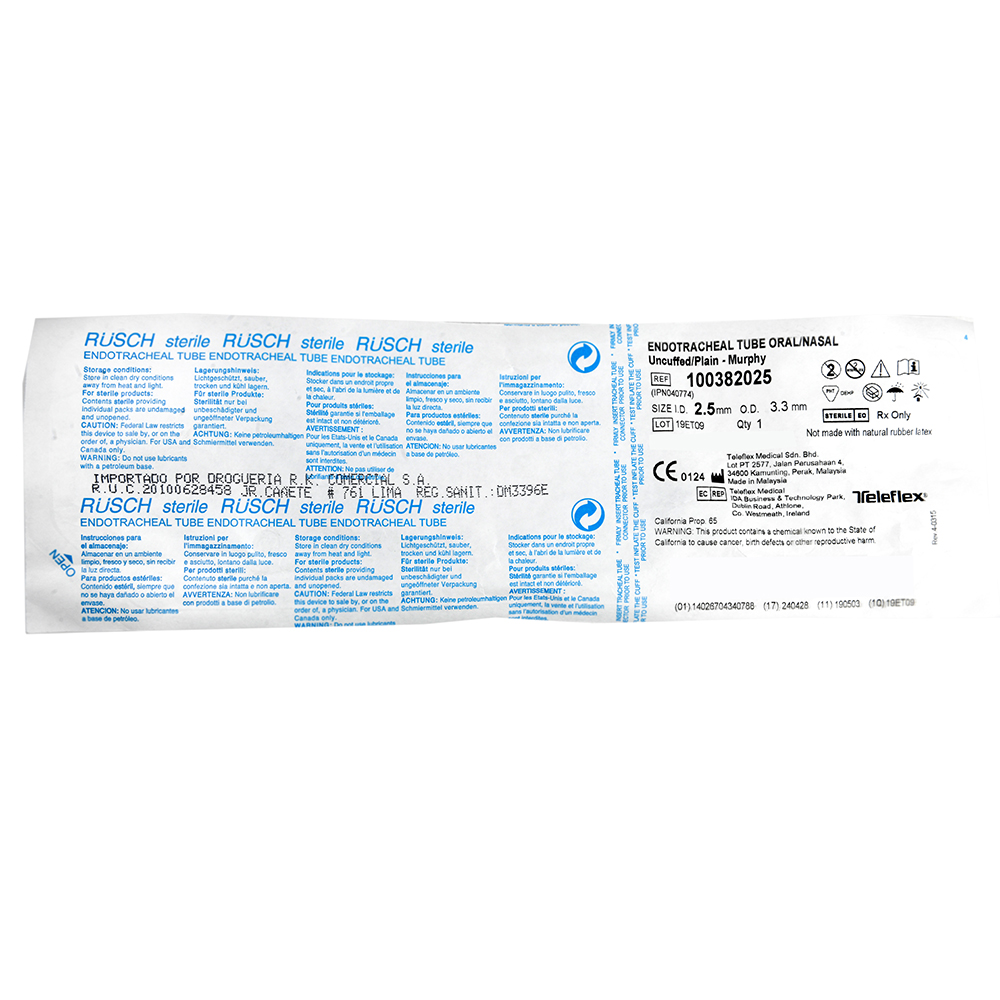 RÜSCH sterile RÜSCH sterile RÜSCH sterile
ENDOTRACHEAL TUBE ENDOTRACHEAL TUBE ENDOTRACHEAL TUBE
Storage conditions:
Store in clean dry conditions
away from heat and light.
For sterile products:
Contents sterile providing
individual packs are undamaged
and unopened.
CAUTION: Federal Law restricts
this device to sale by, or on the
order of, a physician. For USA and
Canada only.
WARNING: Do not use lubricants
with a petroleum base.
Lagerungshinweis:
Lichtgeschützt, sauber,
trocken und kühl lagern.
Für sterile Produkte:
Sterilität nur bei
unbeschädigter und
ungeöffneter Verpackung
garantiert.
ACHTUNG: Keine petroleumhaltigen
Schmiermittel verwenden.
Indications pour le stockage:
Stocker dans un endroit propre
et sec, à l'abri de la lumière et de
la chaleur.
Pour produits stériles:
Stérilité garantie si l'emballage
est intact et non détérioré.
AVERTISSEMENT :
Pour les Etats-Unis et le Canada
uniquement, la vente et l'utilisation
sans l'autorisation d'un médecin
sont interdites.
ATTENTION: Ne pas utiliser de
Instrucciones para
el almacenaje:
Almacenar en un ambiente
limpio, fresco y seco, sin recibir
la luz directa.
Para productos estériles:
Contenido estéril, siempre que
no se haya dañado o abierto el
envase.
ATENCION: No usar lubricantes
a base de petróleo.
Istruzioni per
l'immagazzinamento:
Conservare in luogo pulito, fresco
e asciutto, lontano dalla luce.
Per prodotti sterili:
Contenuto sterile purché la
confezione sia intatta e non aperta.
AVVERTENZA: Non lubrificare
con prodotti a base di petrolio.
IMPORTADO POR DROGUERIA R.K. COMERCIAL S.A.
R.U.C.20100628458 JR.CAÑETE # 761 LIMA REG.SANIT.:DM3396E
RÜSCH sterile RÜSCH sterile RÜSCH sterile
ENDOTRACHEAL TUBE ENDOTRACHEAL TUBE ENDOTRACHEAL TUBE
OPEN
Instrucciones para
el almacenaje:
Almacenar en un ambiente
limpio, fresco y seco, sin recibir
la luz directa.
Para productos estériles:
Contenido estéril, siempre que
no se haya dañado o abierto el
envase.
ATENCION: No usar lubricantes
a base de petróleo.
Istruzioni per
l'immagazzinamento:
Conservare in luogo pulito, fresco
e asciutto, lontano dalla luce.
Per prodotti sterili:
Contenuto sterile purché la
confezione sia intatta e non aperta.
AVVERTENZA: Non lubrificare
con prodotti a base di petrolio.
Storage conditions:
Store in clean dry conditions
away from heat and light.
For sterile products:
Contents sterile providing
individual packs are undamaged
and unopened.
CAUTION: Federal Law restricts
this device to sale by, or on the
order of, a physician. For USA and
Canada only.
WARNING: Do not use lubricants
Lagerungshinweis:
Lichtgeschützt, sauber,
trocken und kühl lagern.
Für sterile Produkte:
Sterilität nur bei
unbeschädigter und
ungeöffneter Verpackung
garantiert.
ACHTUNG: Keine petroleumhaltigen
Schmiermittel verwenden.
Indications pour le stockage:
Stocker dans un endroit propre
et sec, à l'abri de la lumière et de
la chaleur.
Pour produits stériles:
Stérilité garantie si l'emballage
est intact et non détérioré.
AVERTISSEMENT :
Pour les Etats-Unis et le Canada
uniquement, la vente et l'utilisation
sans l'autorisation d'un médecin
sont interdites.
ENDOTRACHEAL TUBE ORAL/NASAL
Uncuffed/Plain - Murphy
REF 100382025
(IPN040774)
SIZE I.D. 2.5mm O.D. 3.3 mm
LOT 19ET09 Qty 1
2
PHT DEHP
STERILE EO Rx Only
Not made with natural rubber latex
CE 0124
Teleflex Medical Sdn. Bhd.
Lot PT 2577, Jalan Perusahaan 4,
34600 Kamunting, Perak, Malaysia
Made in Malaysia
EC REP Teleflex Medical
IDA Business & Technology Park,
Dublin Road, Athlone,
Co. Westmeath, Ireland
Teleflex®
California Prop. 65
WARNING: This product contains a chemical known to the State of
California to cause cancer, birth defects or other reproductive harm.
Rev 4-0315
(01)14026704340788 (17) 240428 (11) 190503 (10)19ET09